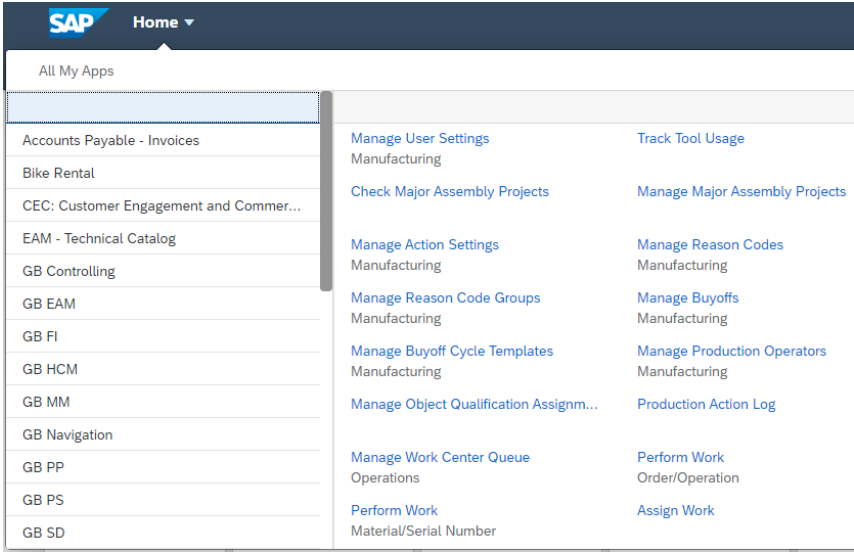 SAP Home
All My Apps
Accounts Payable - Invoices
Bike Rental
CEC: Customer Engagement and Commer...
EAM - Technical Catalog
GB Controlling
GB EAM
GB FI
GB HCM
GB MM
GB Navigation
GB PP
GB PS
GB SD
Manage User Settings
Manufacturing
Track Tool Usage
Check Major Assembly Projects
Manage Major Assembly Projects
Manage Action Settings
Manufacturing
Manage Reason Codes
Manufacturing
Manage Reason Code Groups
Manufacturing
Manage Buyoffs
Manufacturing
Manage Buyoff Cycle Templates
Manufacturing
Manage Production Operators
Manufacturing
Manage Object Qualification Assignm...
Production Action Log
Manage Work Center Queue
Operations
Perform Work
Order/Operation
Perform Work
Material/Serial Number
Assign Work